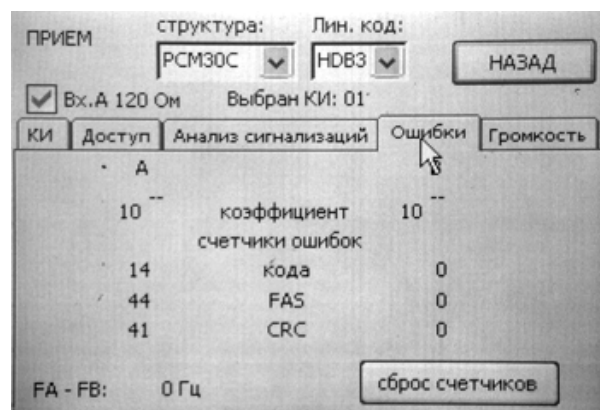 ПРИЕМ структура: Лин. код:
PCM30C HDB3 НАЗАД
Вх.А 120 Ом Выбран КИ: 01
КИ Доступ Анализ сигнализаций Ошибки Громкость
А
10 -- коэффициент 10 --
счетчики ошибок
14 кода 0
44 FAS 0
41 CRC 0
FA - FB: 0 Гц сброс счетчиков